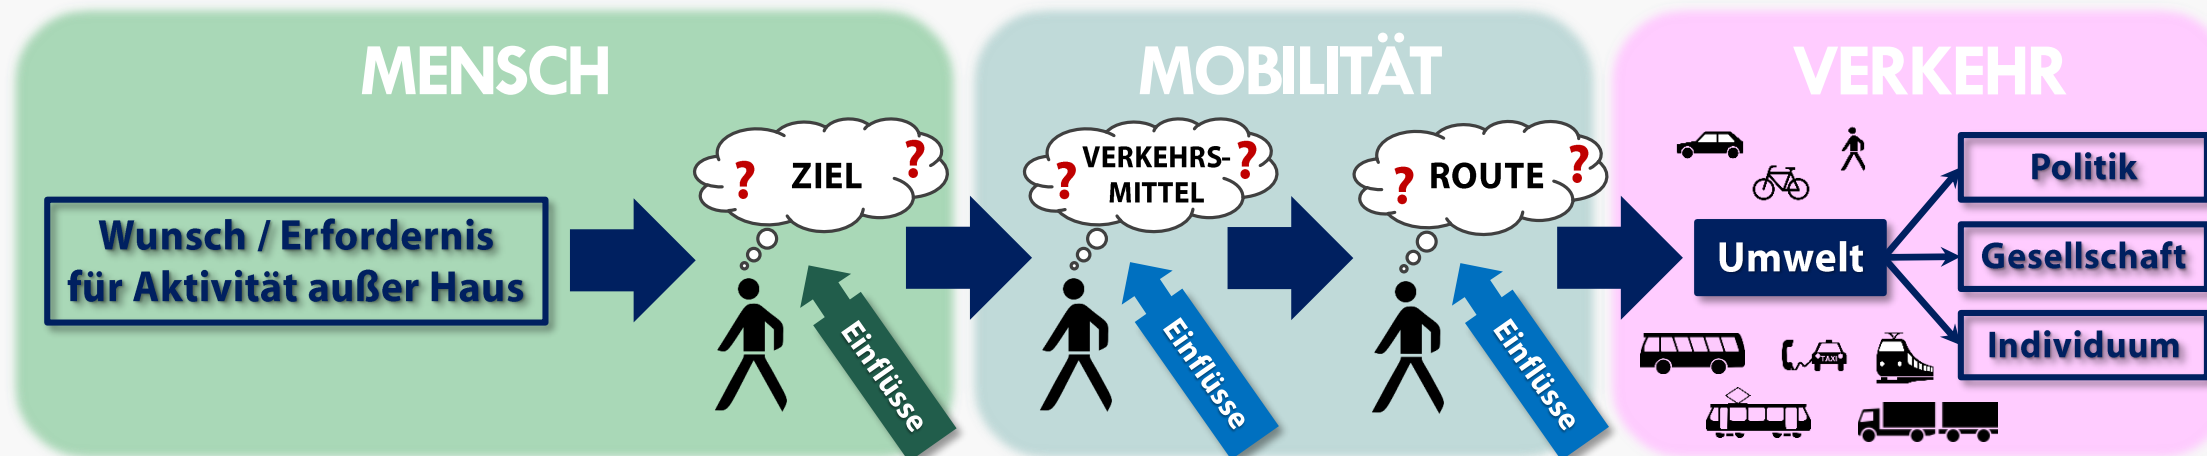 MENSCH
Wunsch / Erfordernis
für Aktivität außer Haus
? ZIEL ?
Einflüsse
MOBILITÄT
? VERKEHRS- ?
MITTEL
Einflüsse
? ROUTE ?
Einflüsse
VERKEHR
Umwelt
Politik
Gesellschaft
Individuum
TAXI